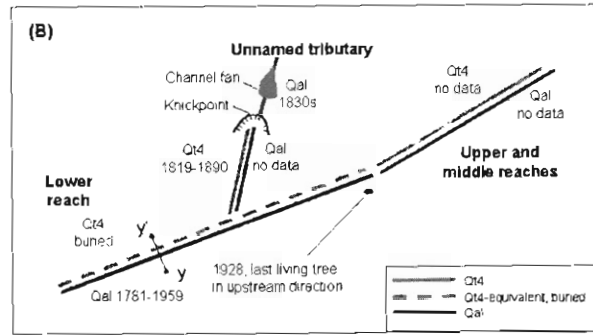 (B)
Unnamed tributary
Channel fan
Qal
1830s
Knickpoint
Qt4
no data
Qal
no data
Qt4
1819-1890
Qal
no data
Upper and
middle reaches
Lower
reach
Qt4
buried
y'
y
1928, last living tree
in upstream direction
Qal 1781-1959
Qt4
Qt4-equivalent, buried
Qal